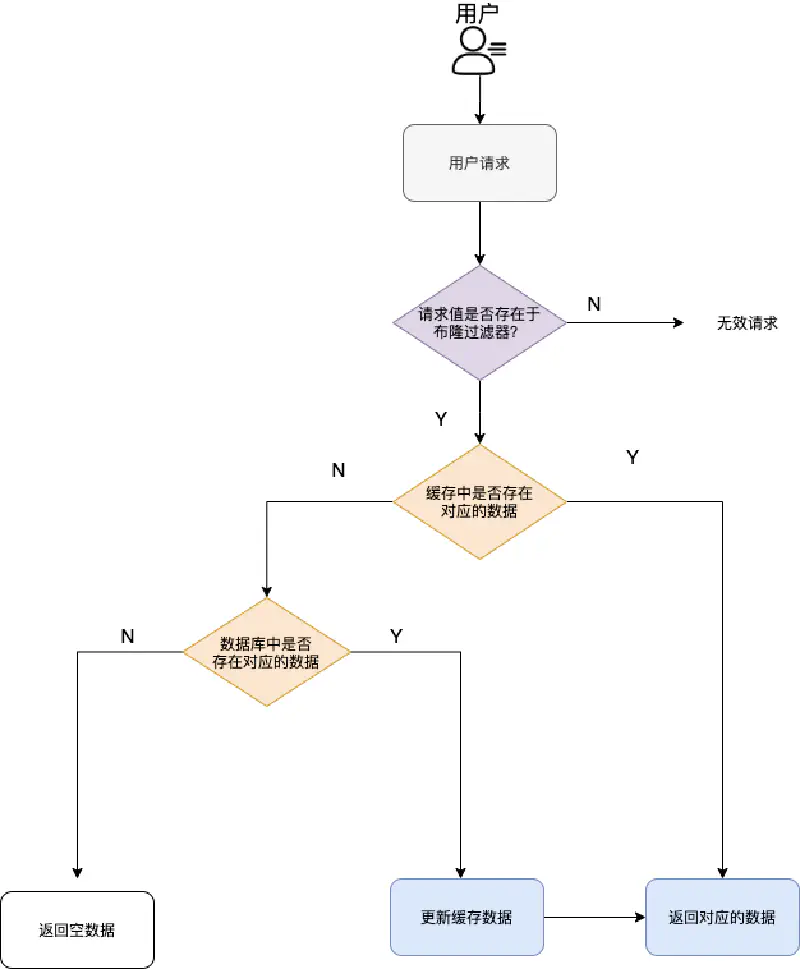 用户
用户请求
请求值是否存在于
布隆过滤器?
N
无效请求
Y
N
Y
缓存中是否存在
对应的数据
N
Y
数据库中是否
存在对应的数据
返回空数据
更新缓存数据
返回对应的数据